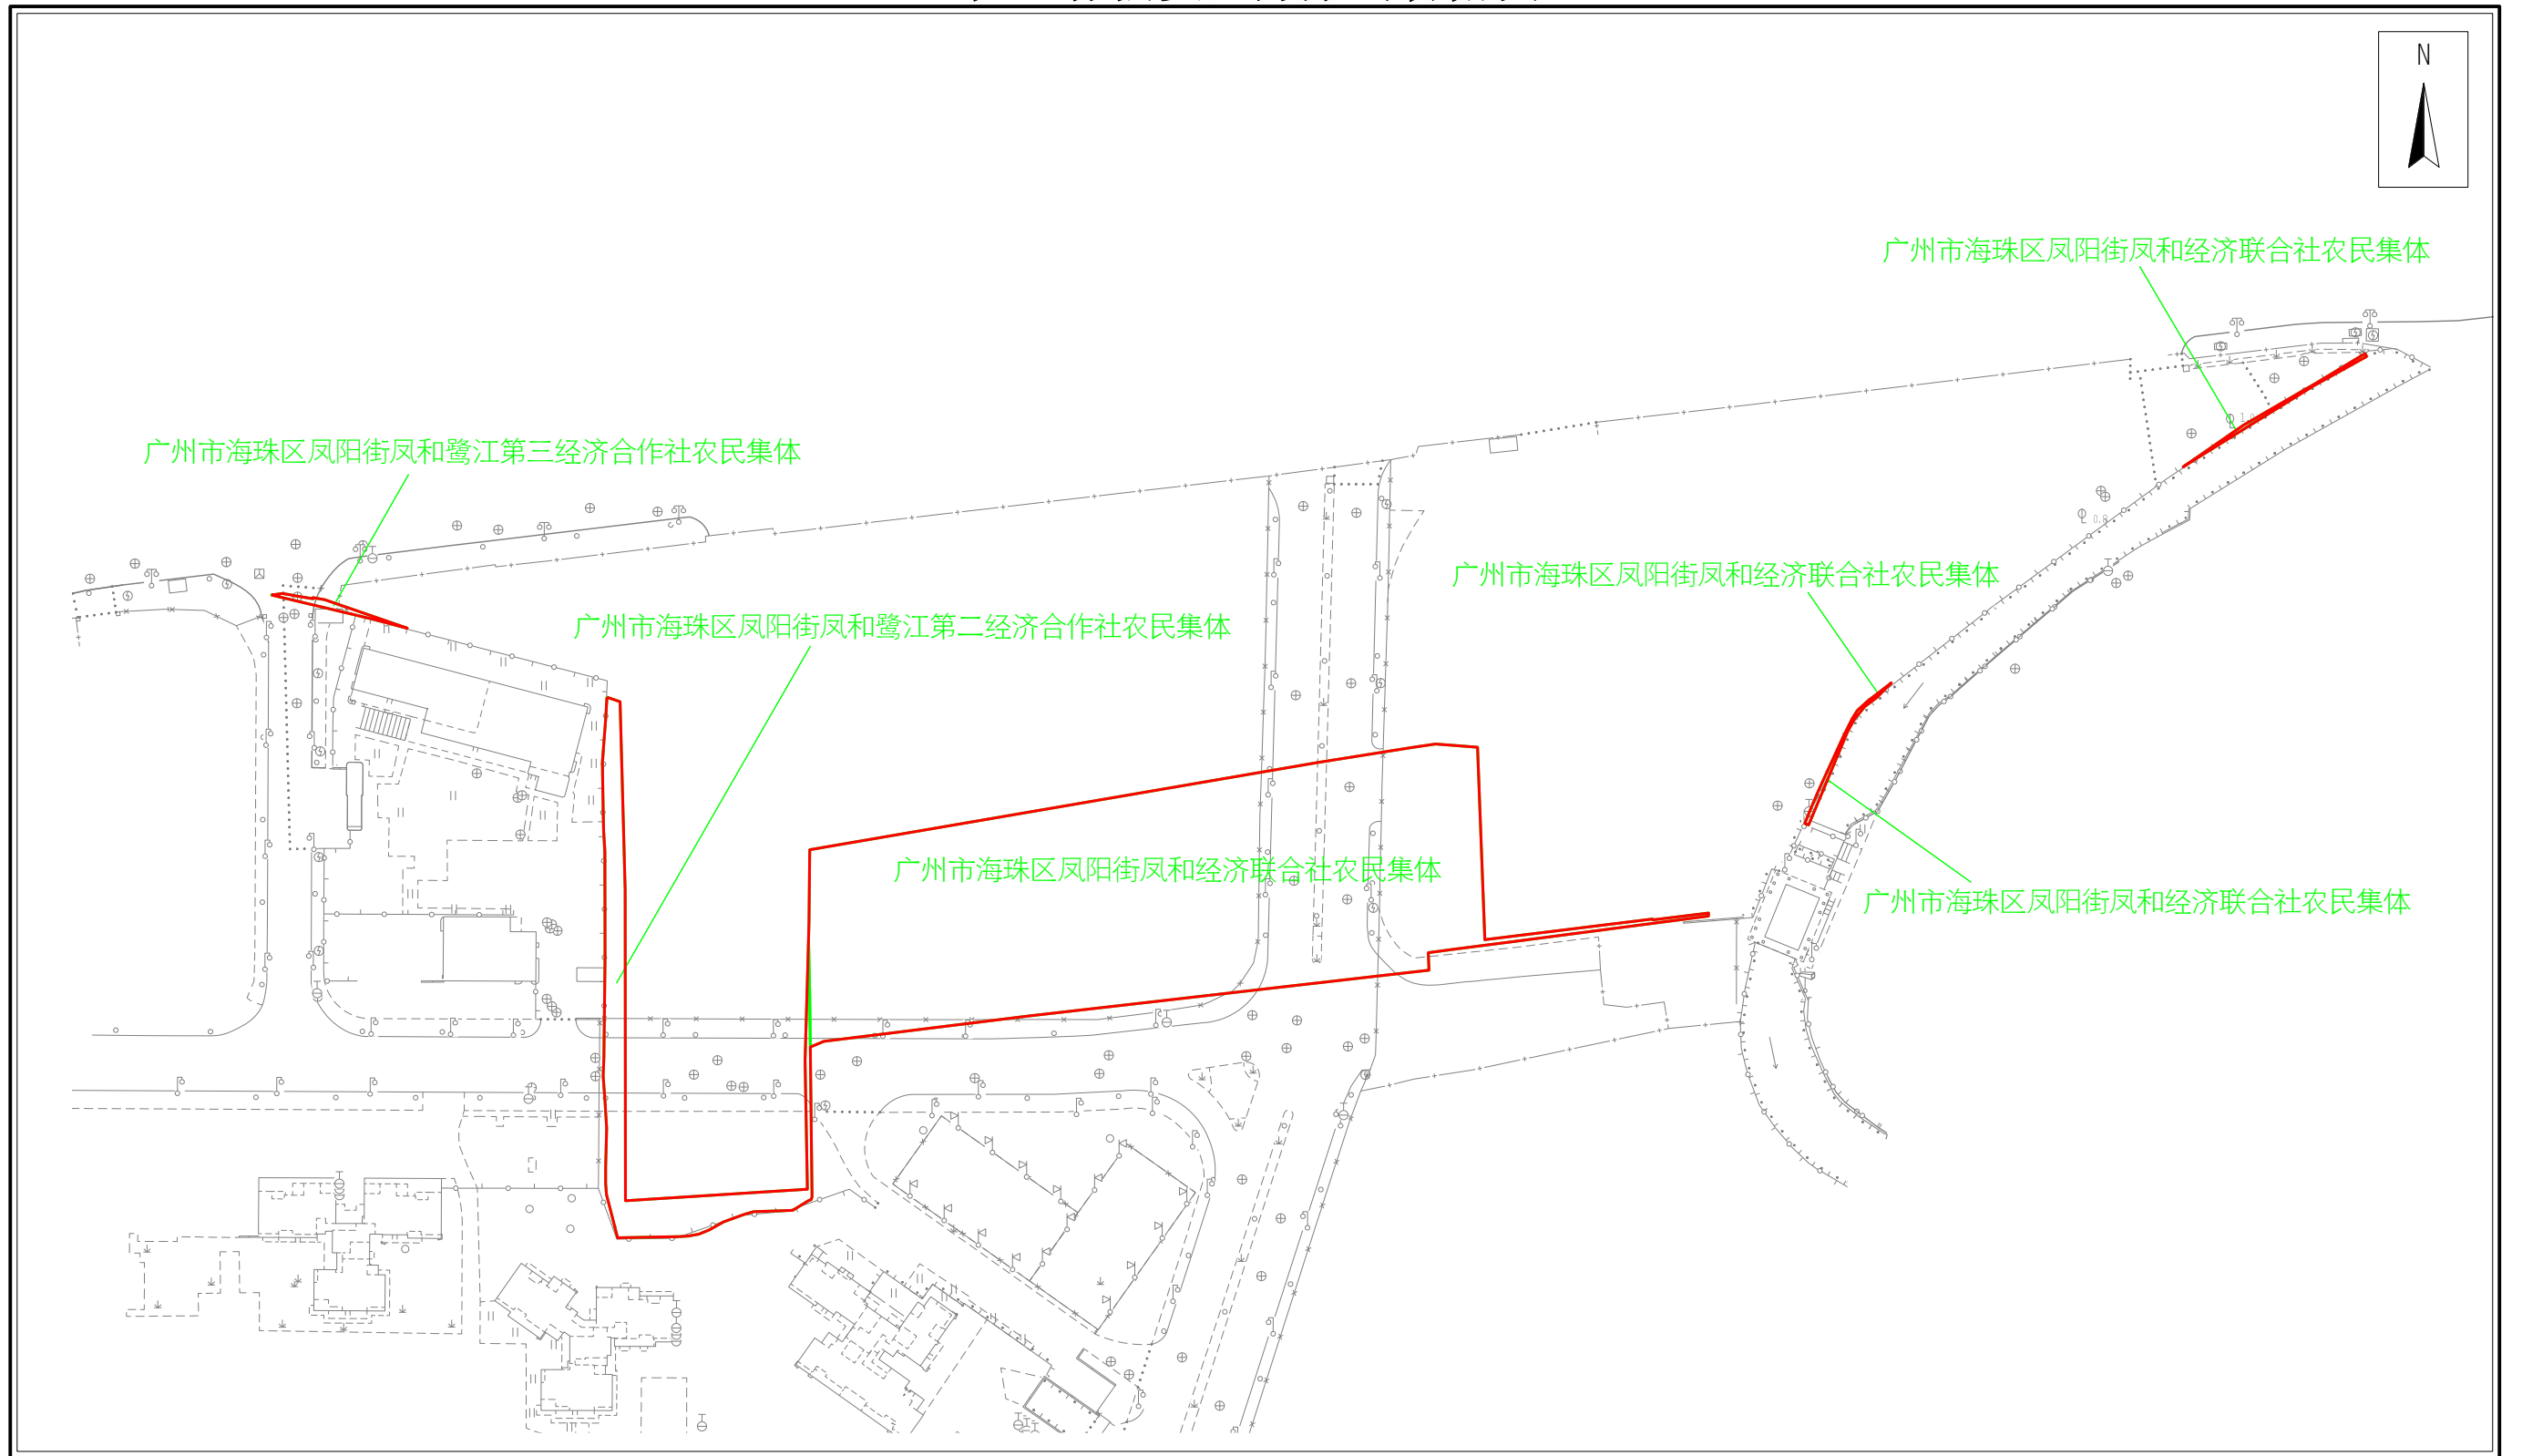 N
广州市海珠区凤阳街凤和经济联合社农民集体
广州市海珠区凤阳街凤和鹭江第三经济合作社农民集体
广州市海珠区凤阳街凤和经济联合社农民集体
广州市海珠区凤阳街凤和鹭江第二经济合作社农民集体
广州市海珠区凤阳街凤和经济联合社农民集体
广州市海珠区凤阳街凤和经济联合社农民集体
0.8